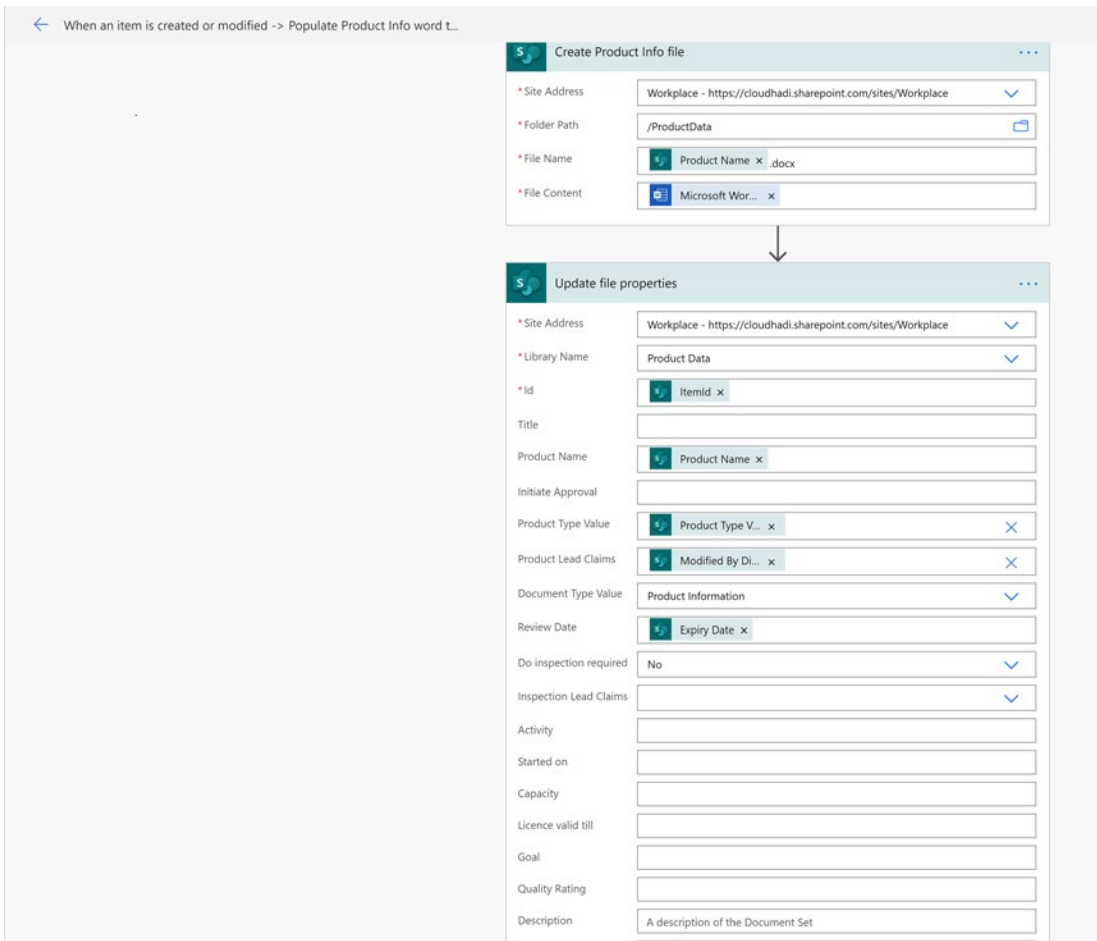 When an item is created or modified -> Populate Product Info word t...
Create Product Info file
* Site Address Workplace - https://cloudhadi.sharepoint.com/sites/Workplace
* Folder Path /ProductData
* File Name Product Name × .docx
* File Content Microsoft Wor... ×
Update file properties
* Site Address Workplace - https://cloudhadi.sharepoint.com/sites/Workplace
* Library Name Product Data
* Id ItemId ×
Title
Product Name Product Name ×
Initiate Approval
Product Type Value Product Type V... ×
Product Lead Claims Modified By Di... ×
Document Type Value Product Information
Review Date Expiry Date ×
Do inspection required No
Inspection Lead Claims
Activity
Started on
Capacity
Licence valid till
Goal
Quality Rating
Description A description of the Document Set